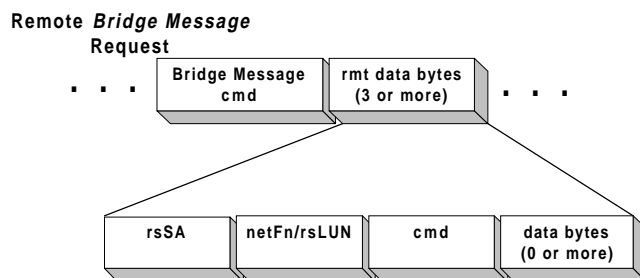 Remote Bridge Message
Request
. . . Bridge Message rmt data bytes . . .
cmd (3 or more)
rsSA netFn/rsLUN cmd data bytes
(0 or more)